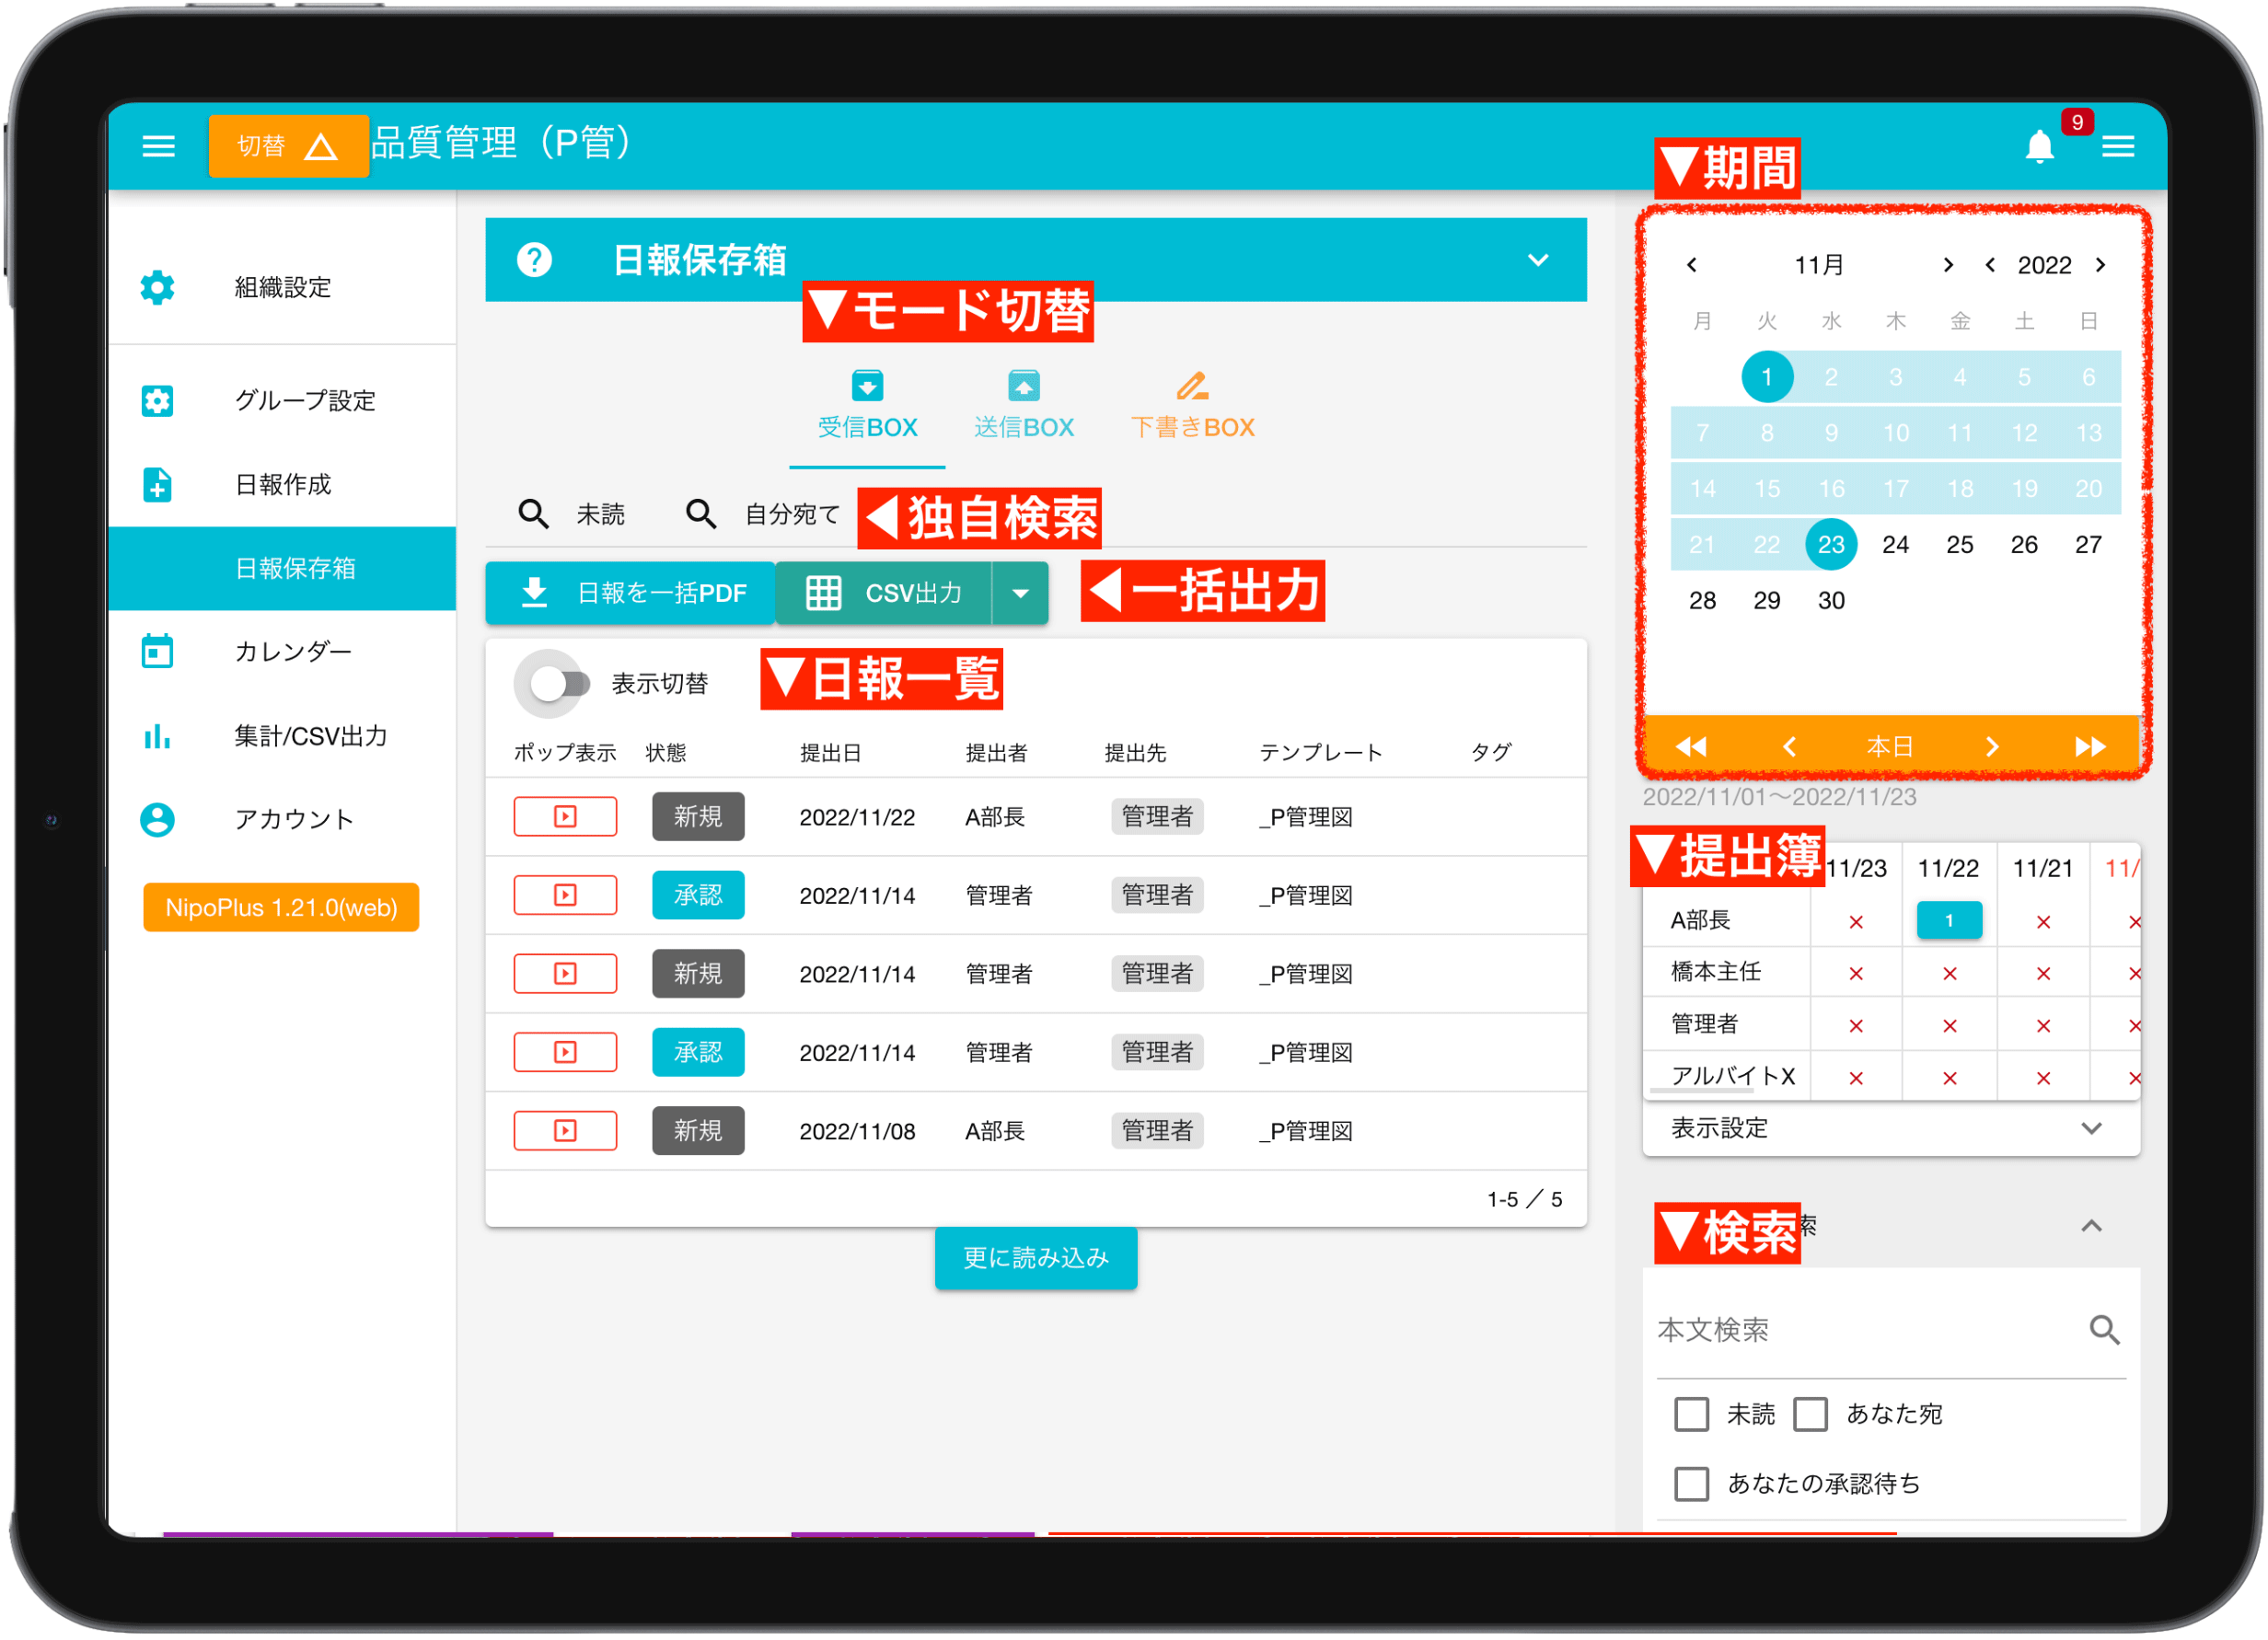 切替
品質管理（P管）
9
▼期間
組織設定
グループ設定
日報作成
日報保存箱
カレンダー
集計/CSV出力
アカウント
NipoPlus 1.21.0(web)
日報保存箱
▼モード切替
受信BOX
送信BOX
下書きBOX
未読
自分宛て
◀独自検索
日報を一括PDF
CSV出力
◀一括出力
表示切替
▼日報一覧
ポップ表示 状態 提出日 提出者 提出先 テンプレート タグ
新規 2022/11/22 A部長 管理者 _P管理図
承認 2022/11/14 管理者 管理者 _P管理図
新規 2022/11/14 管理者 管理者 _P管理図
承認 2022/11/14 管理者 管理者 _P管理図
新規 2022/11/08 A部長 管理者 _P管理図
1-5 ／ 5
更に読み込み
11月 2022
月 火 水 木 金 土 日
1 2 3 4 5 6
7 8 9 10 11 12 13
14 15 16 17 18 19 20
21 22 23 24 25 26 27
28 29 30
本日
2022/11/01～2022/11/23
▼提出簿
11/23 11/22 11/21 11/
A部長 × 1 × ×
橋本主任 × × × ×
管理者 × × × ×
アルバイトX × × × ×
表示設定
▼検索
索
本文検索
未読 あなた宛
あなたの承認待ち